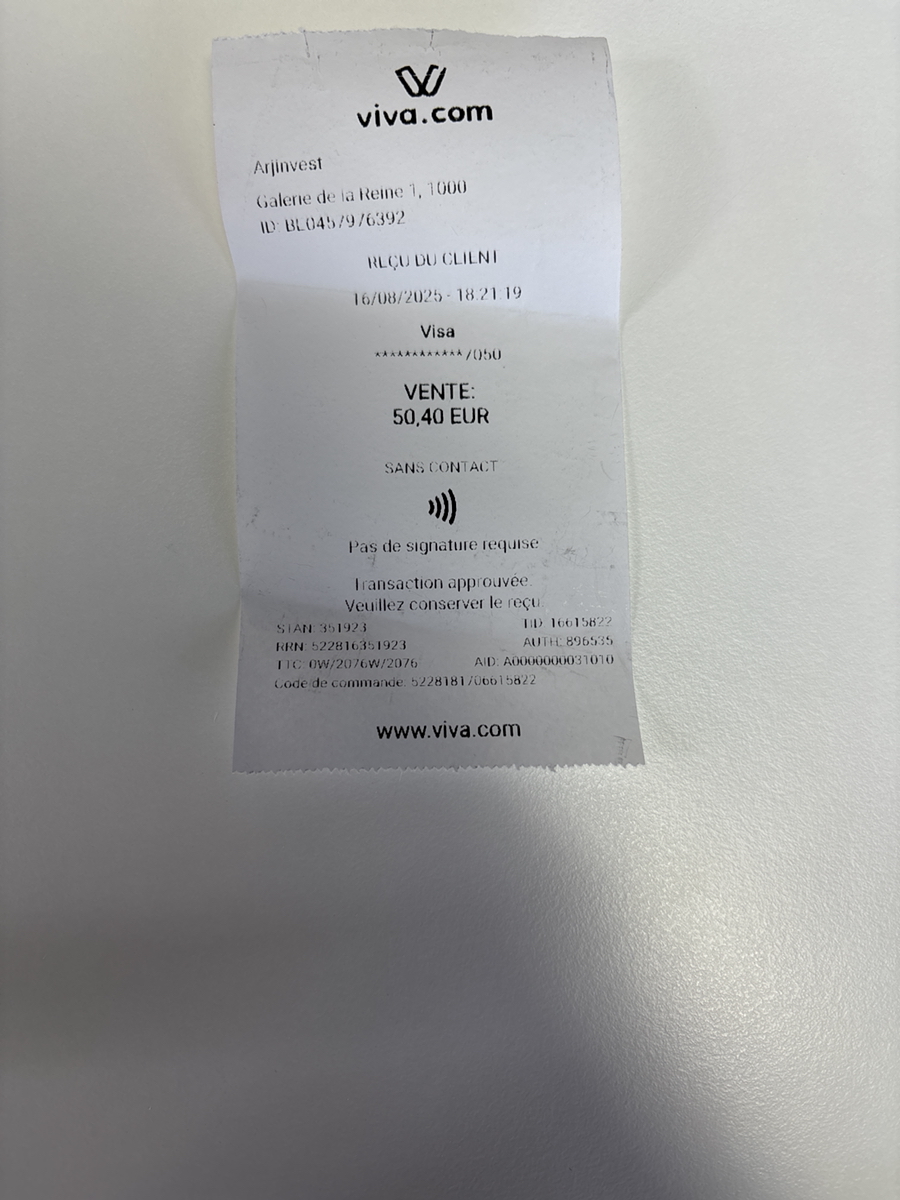 viva.com
Arjinvest
Galerie de la Reine 1, 1000
ID: BE0457976392
REÇU DU CLIENT
16/08/2025 - 18:21:19
Visa
************7050
VENTE:
50,40 EUR
SANS CONTACT
Pas de signature requise
Transaction approuvée.
Veuillez conserver le reçu.
STAN: 351923
TID: 16615822
RRN: 522816351923
AUTH: 896535
TTC: 0W/2076W/2076
AID: A0000000031010
Code de commande: 5228181706615822
www.viva.com